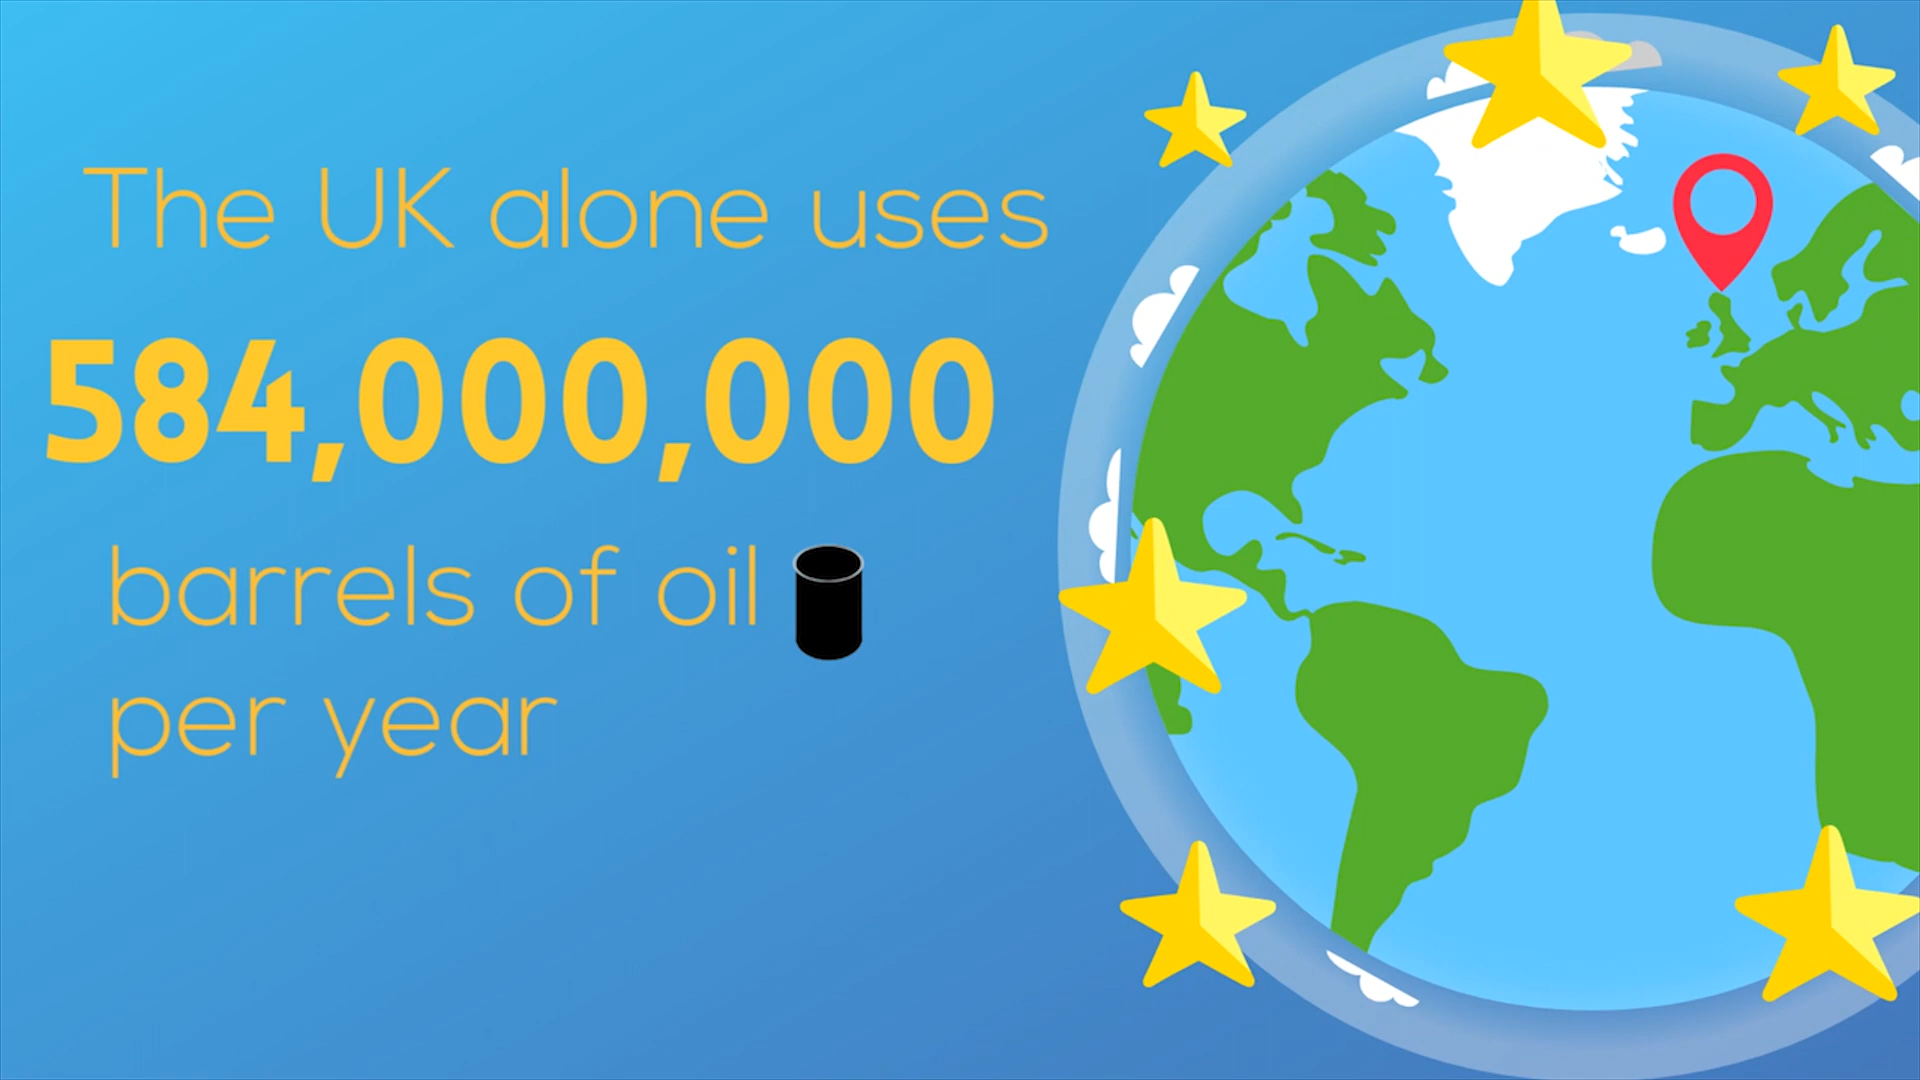 The UK alone uses
584,000,000
barrels of oil
per year